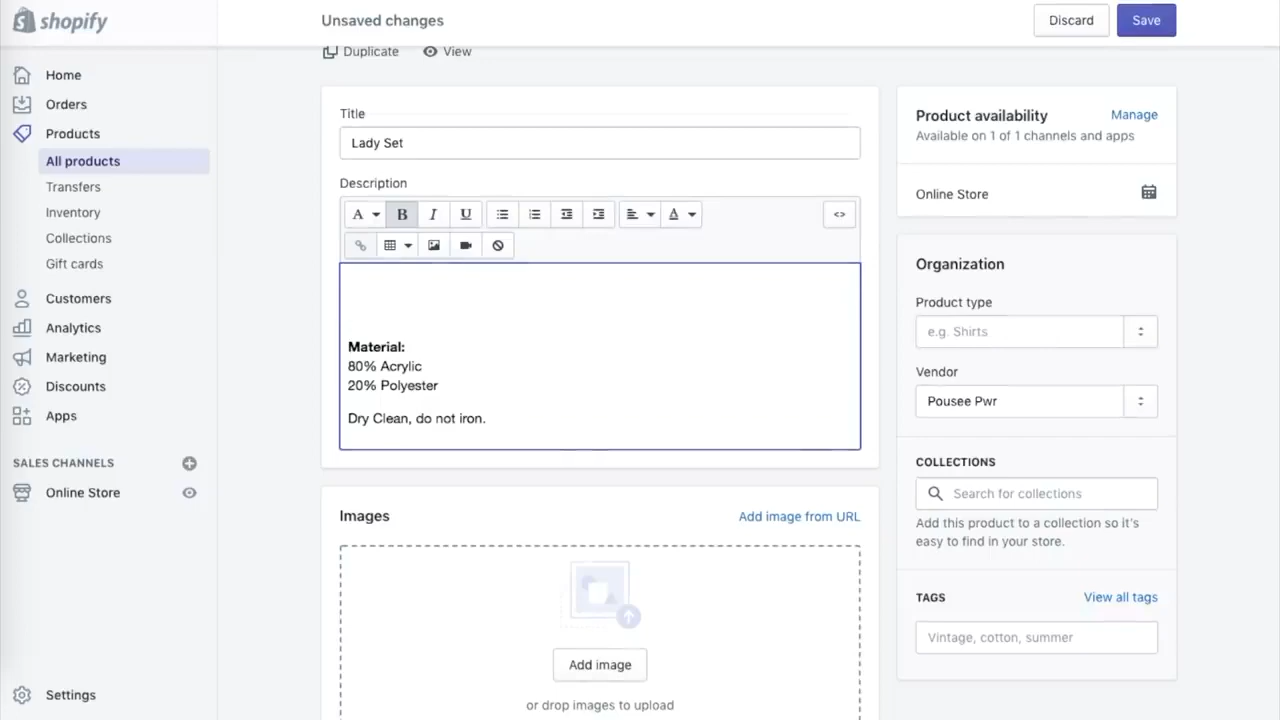 shopify
Unsaved changes
Discard
Save
Duplicate
View
Home
Orders
Products
All products
Transfers
Inventory
Collections
Gift cards
Customers
Analytics
Marketing
Discounts
Apps
SALES CHANNELS
Online Store
Settings
Title
Lady Set
Description
A
B
I
U
A
<>
Material:
80% Acrylic
20% Polyester
Dry Clean, do not iron.
Images
Add image from URL
Add image
or drop images to upload
Product availability
Manage
Available on 1 of 1 channels and apps
Online Store
Organization
Product type
e.g. Shirts
Vendor
Pousee Pwr
COLLECTIONS
Search for collections
Add this product to a collection so it's
easy to find in your store.
TAGS
View all tags
Vintage, cotton, summer